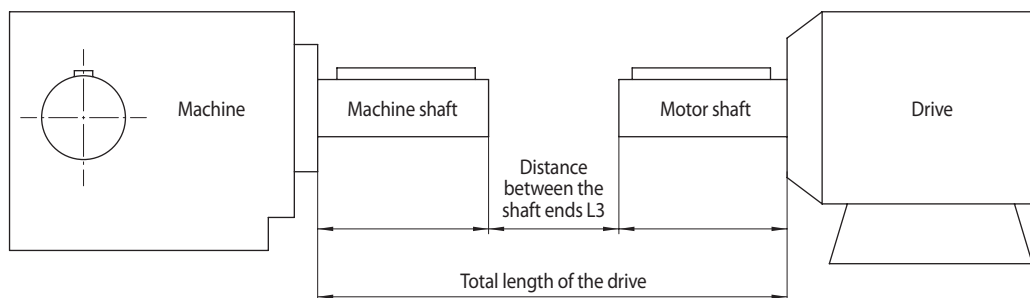 Machine
Machine shaft
Motor shaft
Drive
Distance
between the
shaft ends L3
Total length of the drive